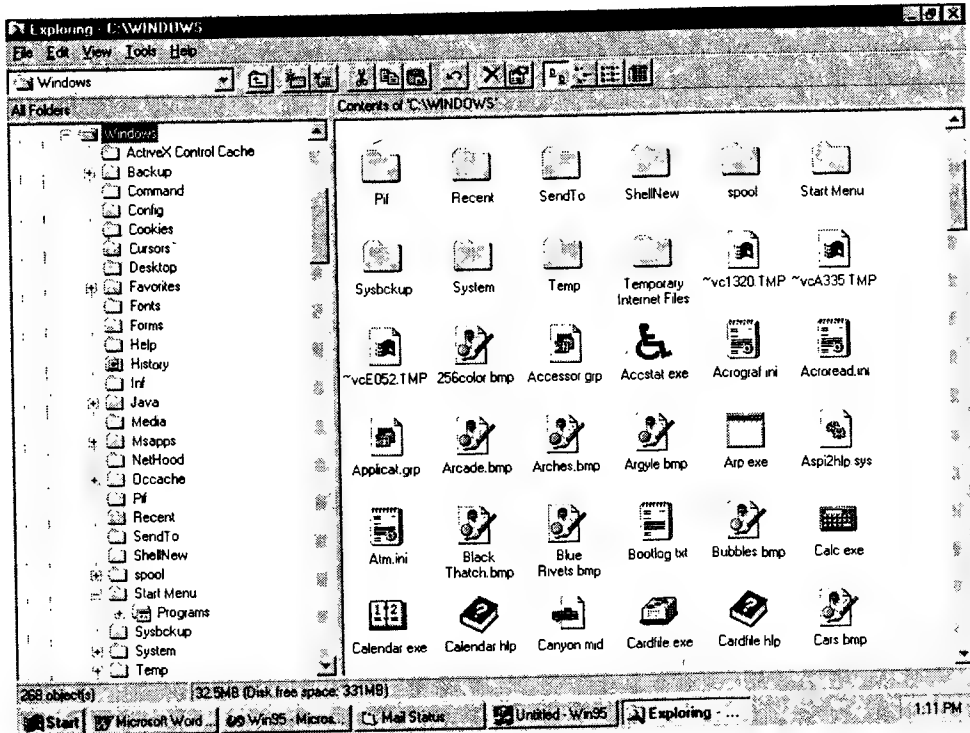 Exploring - C:\WINDOWS
File Edit View Tools Help
Windows
All Folders
Contents of 'C:\WINDOWS'
Windows
ActiveX Control Cache
Backup
Command
Config
Cookies
Cursors
Desktop
Favorites
Fonts
Forms
Help
History
Inf
Java
Media
Msapps
NetHood
Occache
Pif
Recent
SendTo
ShellNew
spool
Start Menu
Programs
Sysbckup
System
Temp
Pif Recent SendTo ShellNew spool Start Menu
Sysbckup System Temp Temporary Internet Files ~vc1320.TMP ~vcA335.TMP
~vcE052.TMP 256color.bmp Accessor.grp Accstat.exe Acrograf.ini Acroread.ini
Applicat.grp Arcade.bmp Arches.bmp Argyle.bmp Arp.exe Aspi2hlp.sys
Atm.ini Black Thatch.bmp Blue Rivets.bmp Bootlog.txt Bubbles.bmp Calc.exe
Calendar.exe Calendar.hlp Canyon.mid Cardfile.exe Cardfile.hlp Cars.bmp
268 object(s)
32.5MB (Disk free space: 331MB)
Start Microsoft Word ... Win95 - Micros... Mail Status Untitled - Win95 Exploring - ... 1:11 PM